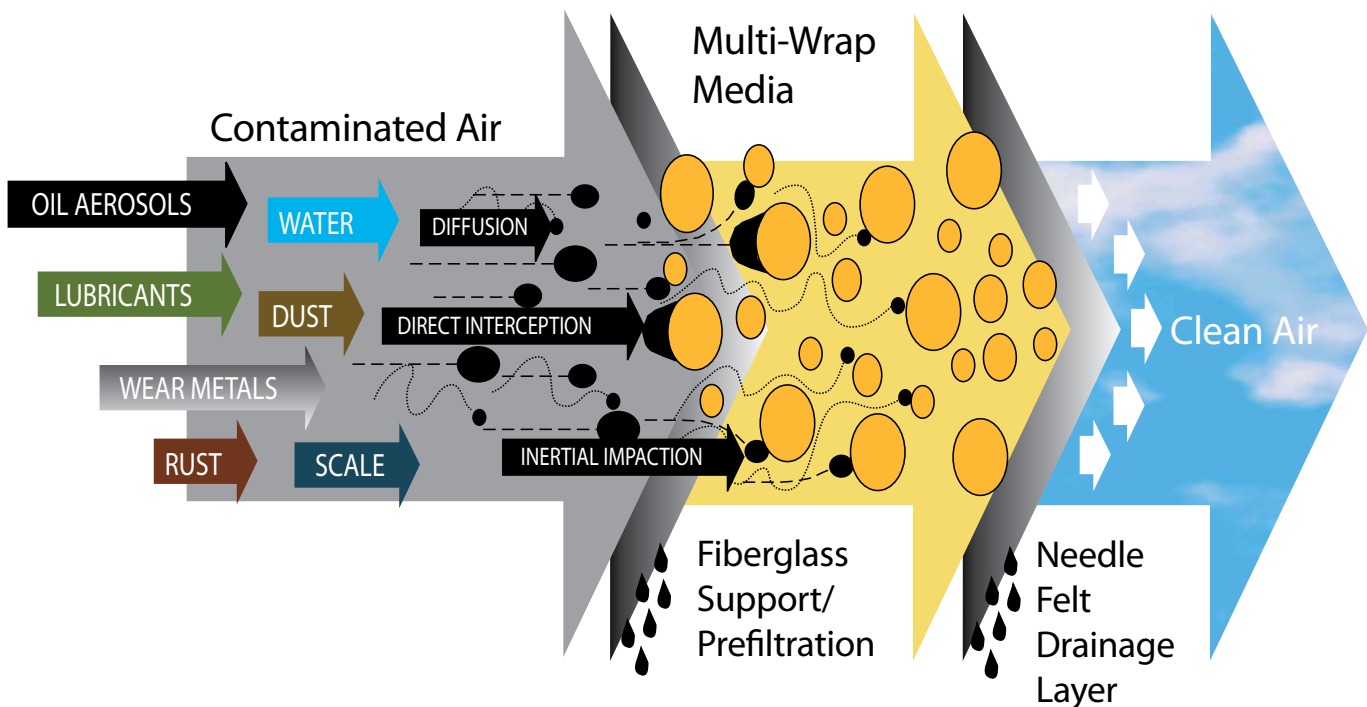 Multi-Wrap
Media
Contaminated Air
OIL AEROSOLS
WATER
DIFFUSION
LUBRICANTS
DUST
DIRECT INTERCEPTION
Clean Air
WEAR METALS
RUST
SCALE
INERTIAL IMPACTION
Fiberglass
Support/
Prefiltration
Needle
Felt
Drainage
Layer